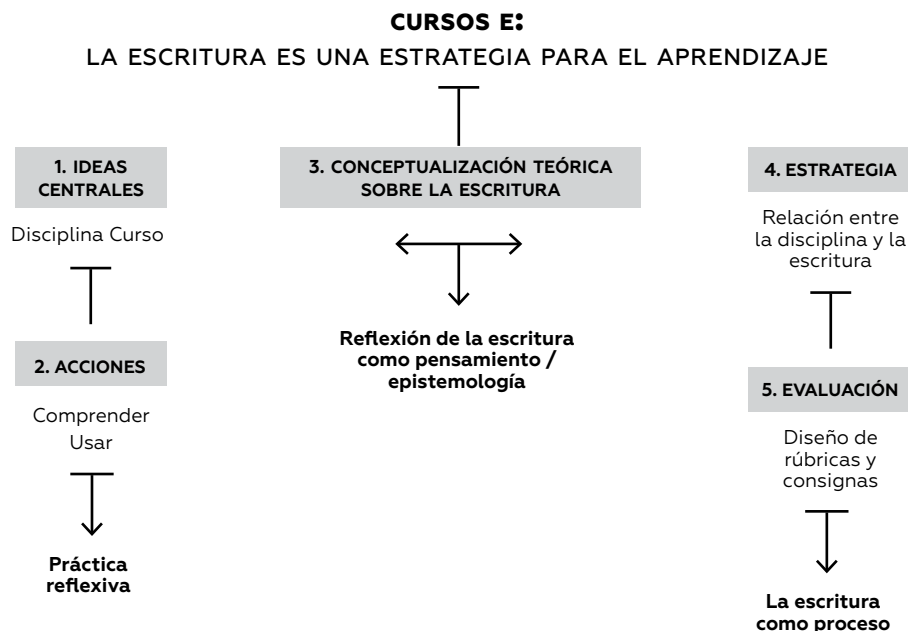 CURSOS E:
LA ESCRITURA ES UNA ESTRATEGIA PARA EL APRENDIZAJE
1. IDEAS
CENTRALES
Disciplina Curso
2. ACCIONES
Comprender
Usar
Práctica
reflexiva
3. CONCEPTUALIZACIÓN TEÓRICA
SOBRE LA ESCRITURA
Reflexión de la escritura
como pensamiento /
epistemología
4. ESTRATEGIA
Relación entre
la disciplina y la
escritura
5. EVALUACIÓN
Diseño de
rúbricas y
consignas
La escritura
como proceso